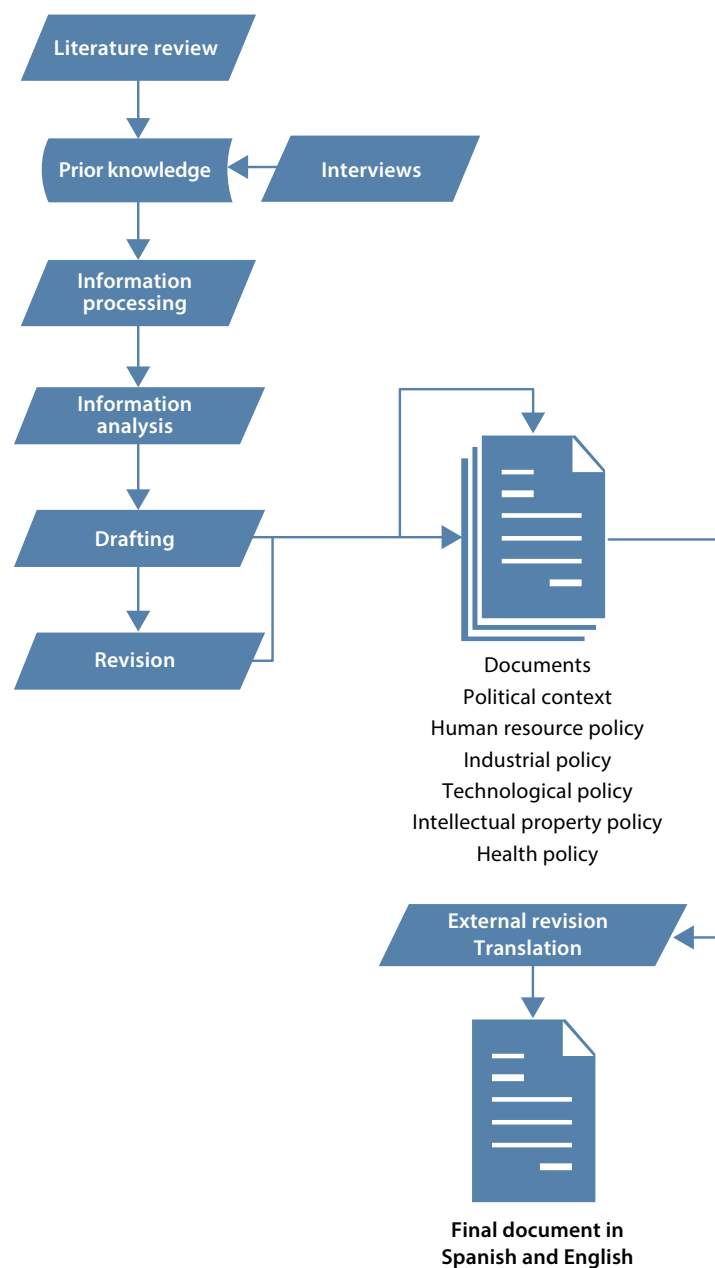 Literature review
Prior knowledge
Interviews
Information
processing
Information
analysis
Drafting
Revision
Documents
Political context
Human resource policy
Industrial policy
Technological policy
Intellectual property policy
Health policy
External revision
Translation
Final document in
Spanish and English